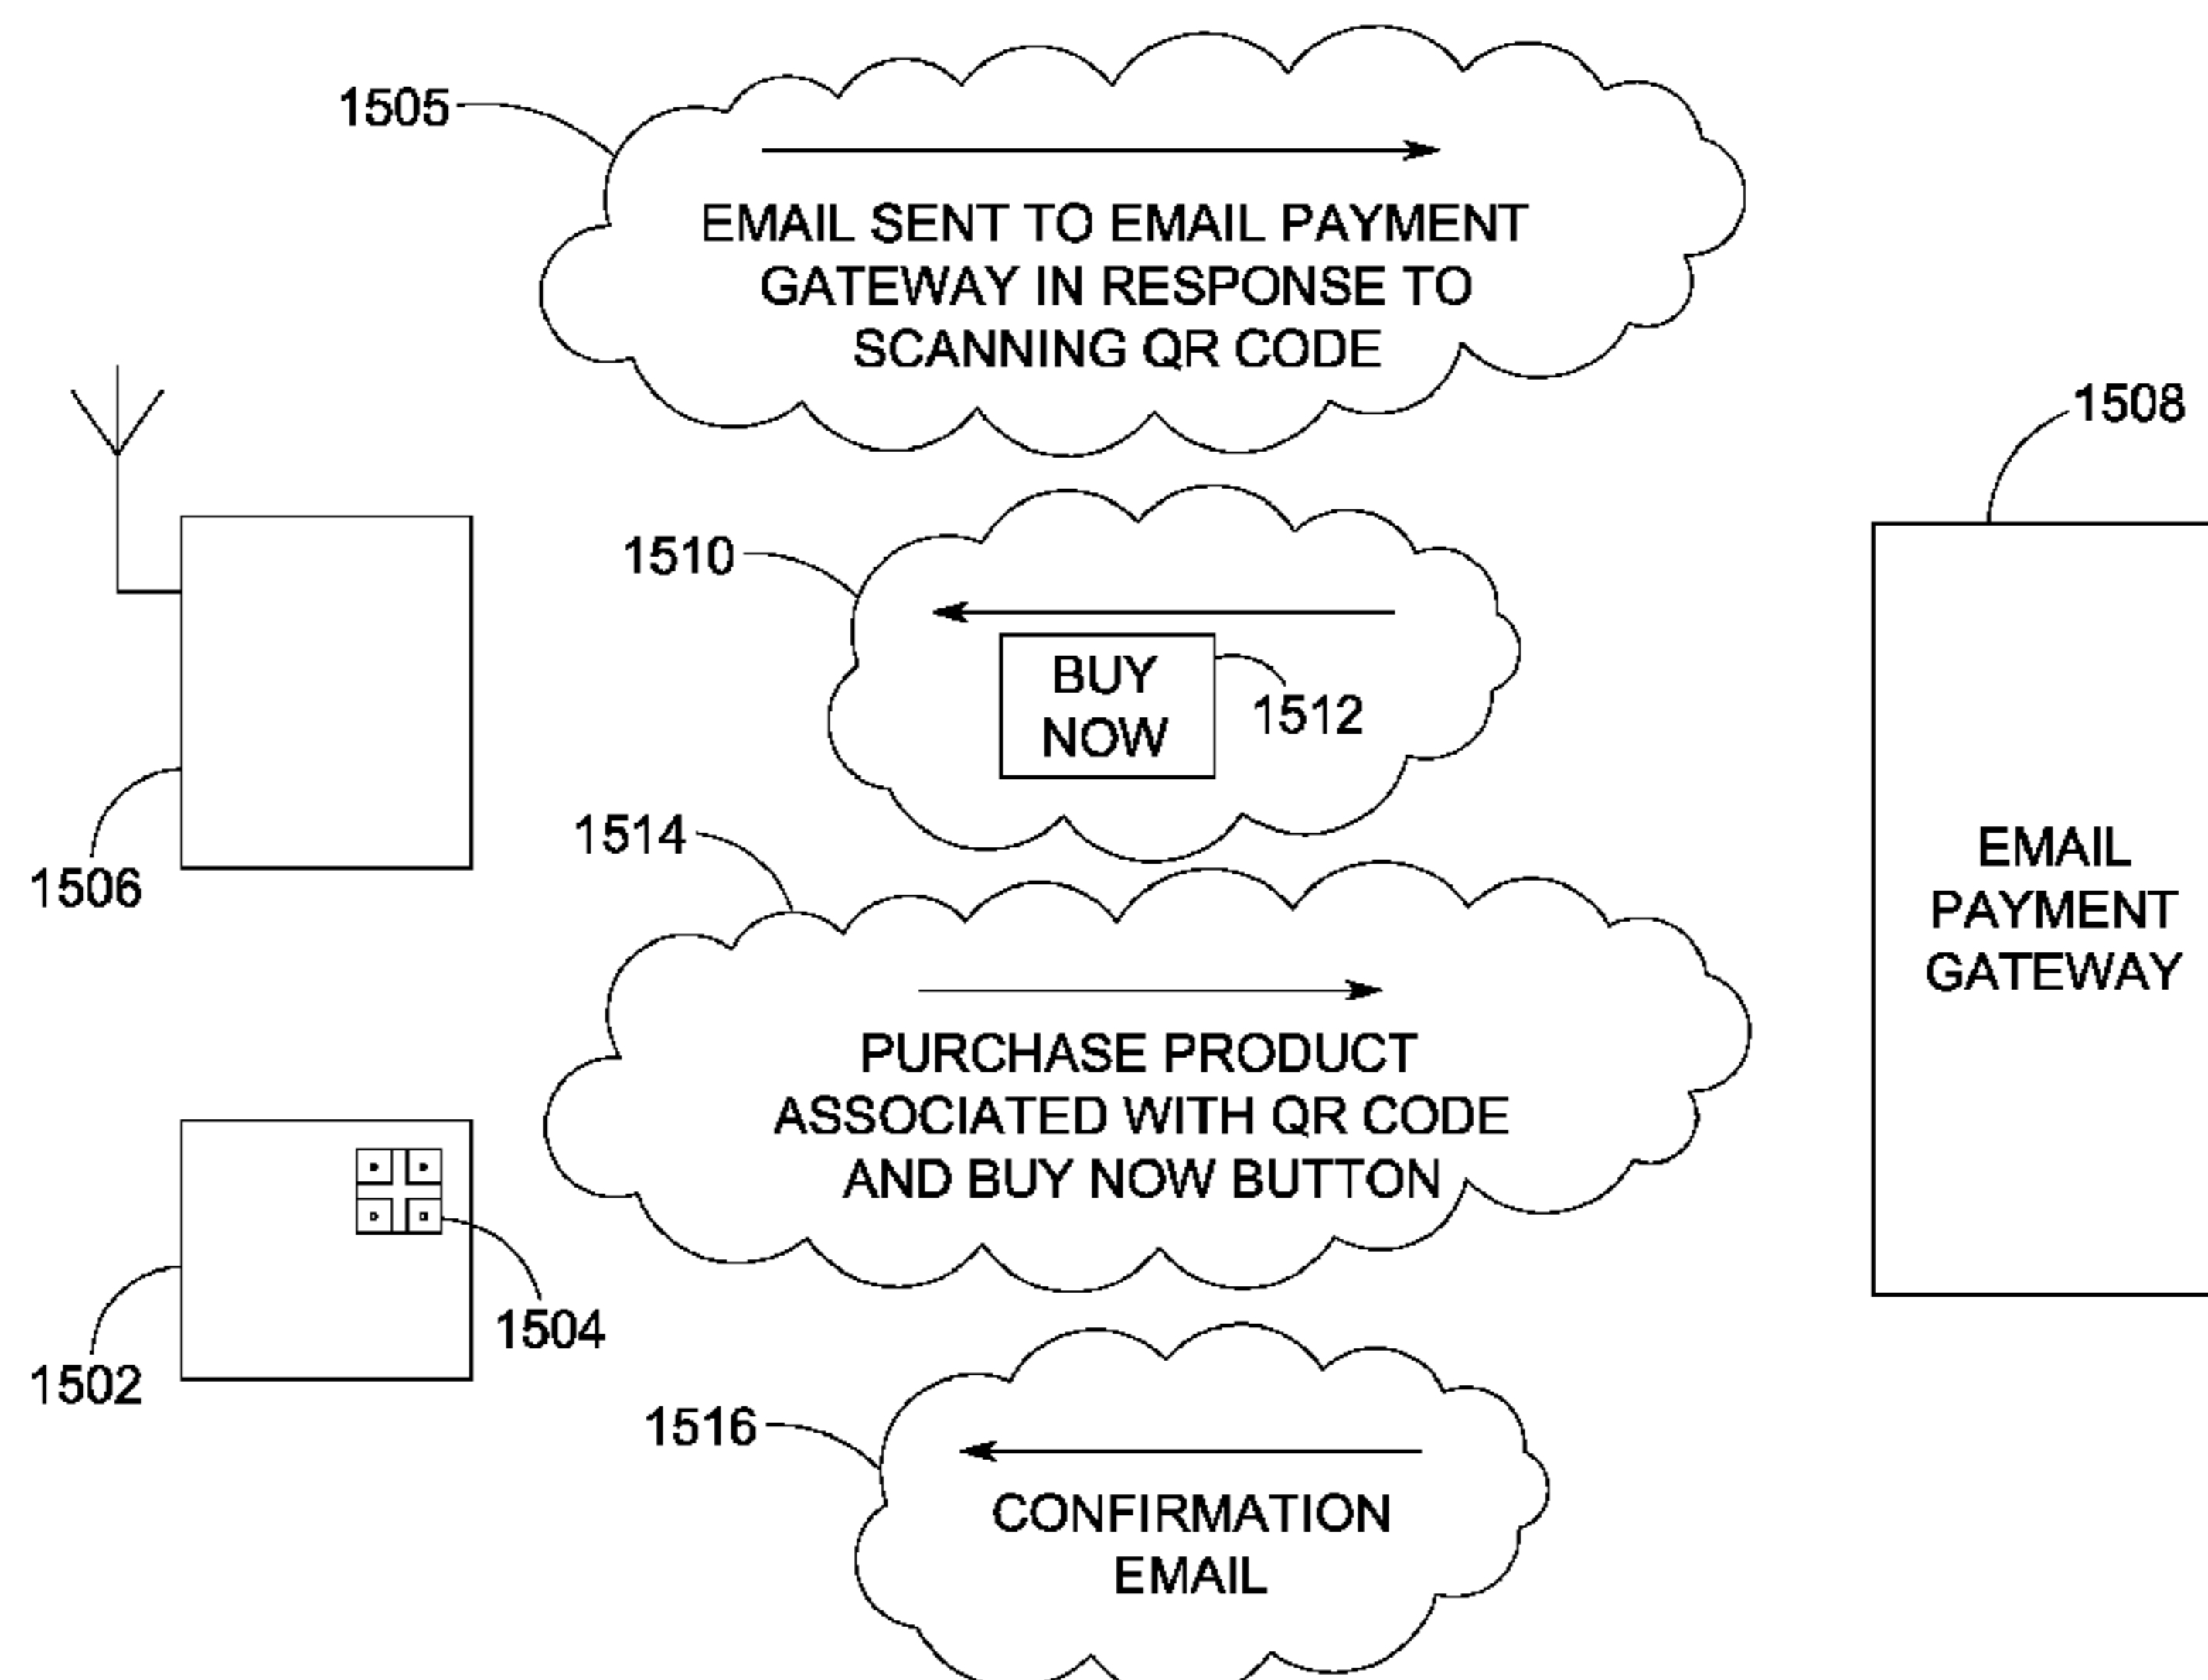 1505
EMAIL SENT TO EMAIL PAYMENT
GATEWAY IN RESPONSE TO
SCANNING QR CODE
1508
1510
BUY
NOW
1512
1514
1506
EMAIL
PAYMENT
GATEWAY
PURCHASE PRODUCT
ASSOCIATED WITH QR CODE
AND BUY NOW BUTTON
1504
1502
1516
CONFIRMATION
EMAIL